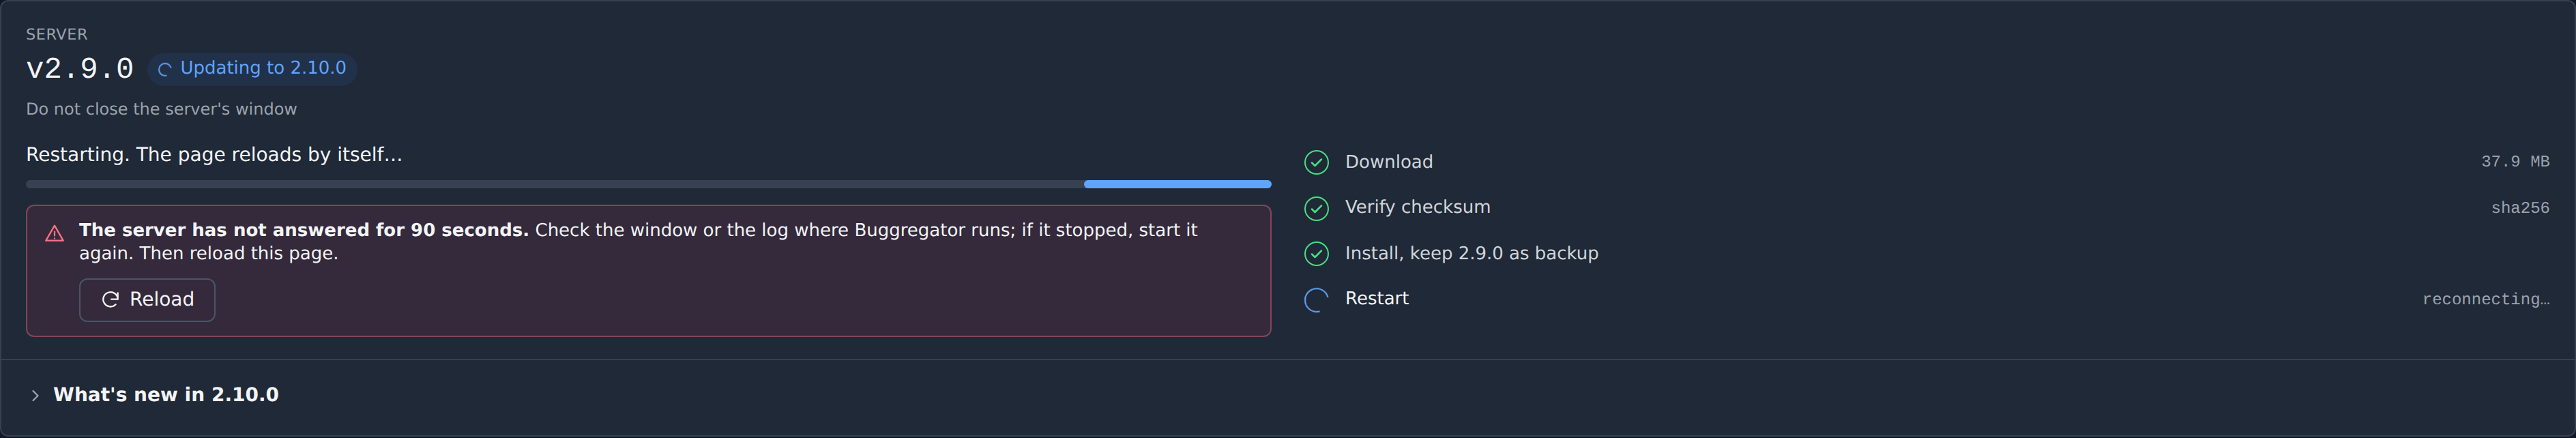 SERVER
v2.9.0 Updating to 2.10.0
Do not close the server's window
Restarting. The page reloads by itself…
The server has not answered for 90 seconds. Check the window or the log where Buggregator runs; if it stopped, start it
again. Then reload this page.
Reload
Download 37.9 MB
Verify checksum sha256
Install, keep 2.9.0 as backup
Restart reconnecting…
What's new in 2.10.0